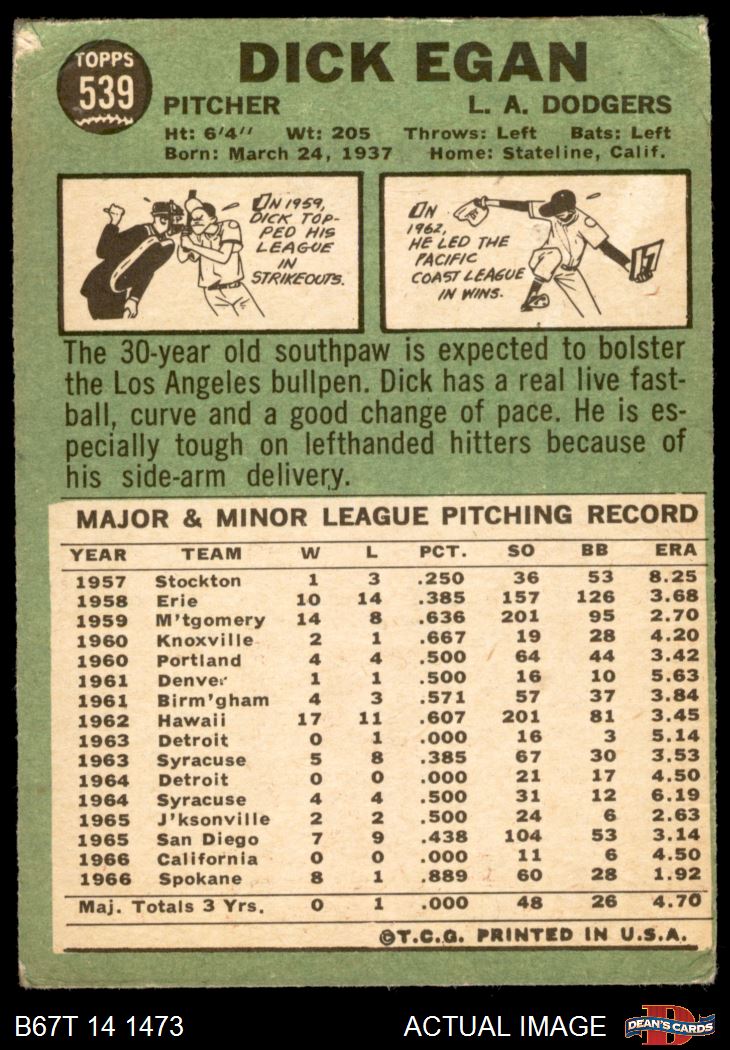 TOPPS
539
DICK EGAN
PITCHER L. A. DODGERS
Ht: 6'4" Wt: 205 Throws: Left Bats: Left
Born: March 24, 1937 Home: Stateline, Calif.
IN 1959,
DICK TOP-
PED HIS
LEAGUE
IN
STRIKEOUTS.
IN
1962,
HE LED THE
PACIFIC
COAST LEAGUE
IN WINS.
17
The 30-year old southpaw is expected to bolster
the Los Angeles bullpen. Dick has a real live fast-
ball, curve and a good change of pace. He is es-
pecially tough on lefthanded hitters because of
his side-arm delivery.
MAJOR & MINOR LEAGUE PITCHING RECORD
YEAR TEAM W L PCT. SO BB ERA
1957 Stockton 1 3 .250 36 53 8.25
1958 Erie 10 14 .385 157 126 3.68
1959 M'tgomery 14 8 .636 201 95 2.70
1960 Knoxville 2 1 .667 19 28 4.20
1960 Portland 4 4 .500 64 44 3.42
1961 Denver 1 1 .500 16 10 5.63
1961 Birm'gham 4 3 .571 57 37 3.84
1962 Hawaii 17 11 .607 201 81 3.45
1963 Detroit 0 1 .000 16 3 5.14
1963 Syracuse 5 8 .385 67 30 3.53
1964 Detroit 0 0 .000 21 17 4.50
1964 Syracuse 4 4 .500 31 12 6.19
1965 J'ksonville 2 2 .500 24 6 2.63
1965 San Diego 7 9 .438 104 53 3.14
1966 California 0 0 .000 11 6 4.50
1966 Spokane 8 1 .889 60 28 1.92
Maj. Totals 3 Yrs. 0 1 .000 48 26 4.70
©T.C.G. PRINTED IN U.S.A.
B67T 14 1473 ACTUAL IMAGE D DEAN'S CARDS